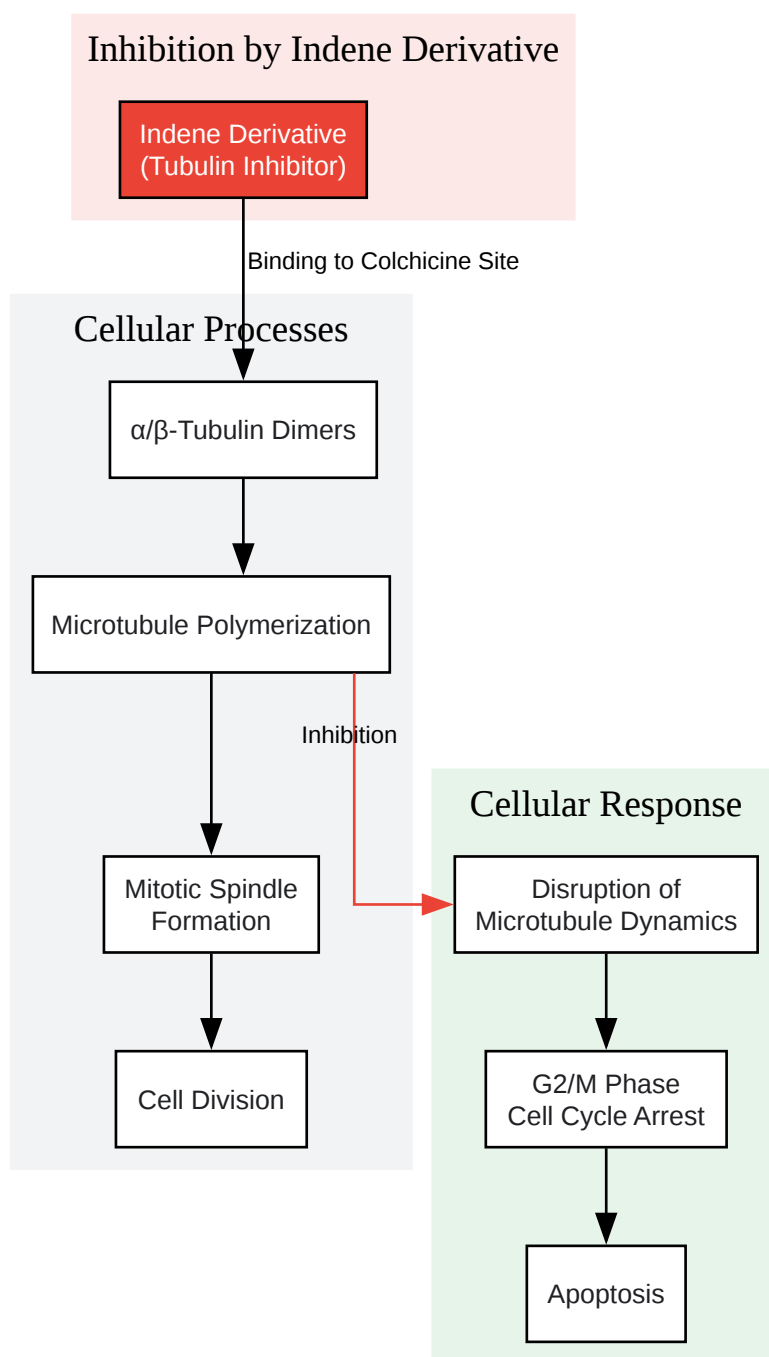 Inhibition by Indene Derivative
Indene Derivative
(Tubulin Inhibitor)
Binding to Colchicine Site
Cellular Processes
α/β-Tubulin Dimers
Microtubule Polymerization
Inhibition
Mitotic Spindle
Formation
Cell Division
Cellular Response
Disruption of
Microtubule Dynamics
G2/M Phase
Cell Cycle Arrest
Apoptosis